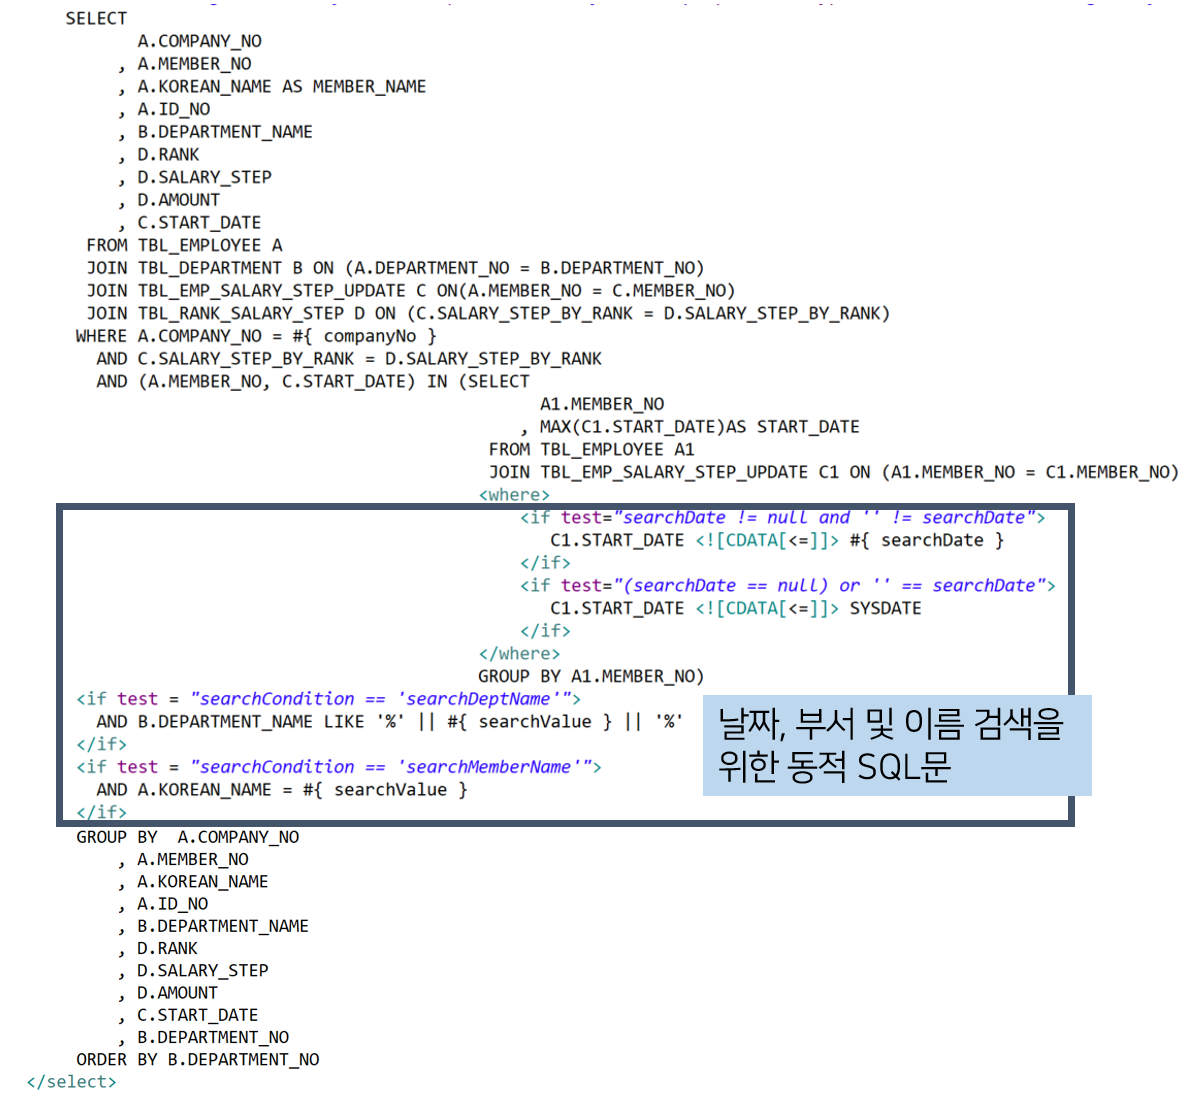 SELECT
A.COMPANY_NO
, A.MEMBER_NO
, A.KOREAN_NAME AS MEMBER_NAME
, A.ID_NO
, B.DEPARTMENT_NAME
, D.RANK
, D.SALARY_STEP
, D.AMOUNT
, C.START_DATE
FROM TBL_EMPLOYEE A
JOIN TBL_DEPARTMENT B ON (A.DEPARTMENT_NO = B.DEPARTMENT_NO)
JOIN TBL_EMP_SALARY_STEP_UPDATE C ON(A.MEMBER_NO = C.MEMBER_NO)
JOIN TBL_RANK_SALARY_STEP D ON (C.SALARY_STEP_BY_RANK = D.SALARY_STEP_BY_RANK)
WHERE A.COMPANY_NO = #{ companyNo }
AND C.SALARY_STEP_BY_RANK = D.SALARY_STEP_BY_RANK
AND (A.MEMBER_NO, C.START_DATE) IN (SELECT
A1.MEMBER_NO
, MAX(C1.START_DATE)AS START_DATE
FROM TBL_EMPLOYEE A1
JOIN TBL_EMP_SALARY_STEP_UPDATE C1 ON (A1.MEMBER_NO = C1.MEMBER_NO)
<where>
<if test="searchDate != null and '' != searchDate">
C1.START_DATE <![CDATA[<=]]> #{ searchDate }
</if>
<if test="(searchDate == null) or '' == searchDate">
C1.START_DATE <![CDATA[<=]]> SYSDATE
</if>
</where>
GROUP BY A1.MEMBER_NO)
<if test = "searchCondition == 'searchDeptName'">
AND B.DEPARTMENT_NAME LIKE '%' || #{ searchValue } || '%'
</if>
<if test = "searchCondition == 'searchMemberName'">
AND A.KOREAN_NAME = #{ searchValue }
</if>
날짜, 부서 및 이름 검색을
위한 동적 SQL문
GROUP BY  A.COMPANY_NO
, A.MEMBER_NO
, A.KOREAN_NAME
, A.ID_NO
, B.DEPARTMENT_NAME
, D.RANK
, D.SALARY_STEP
, D.AMOUNT
, C.START_DATE
, B.DEPARTMENT_NO
ORDER BY B.DEPARTMENT_NO
</select>